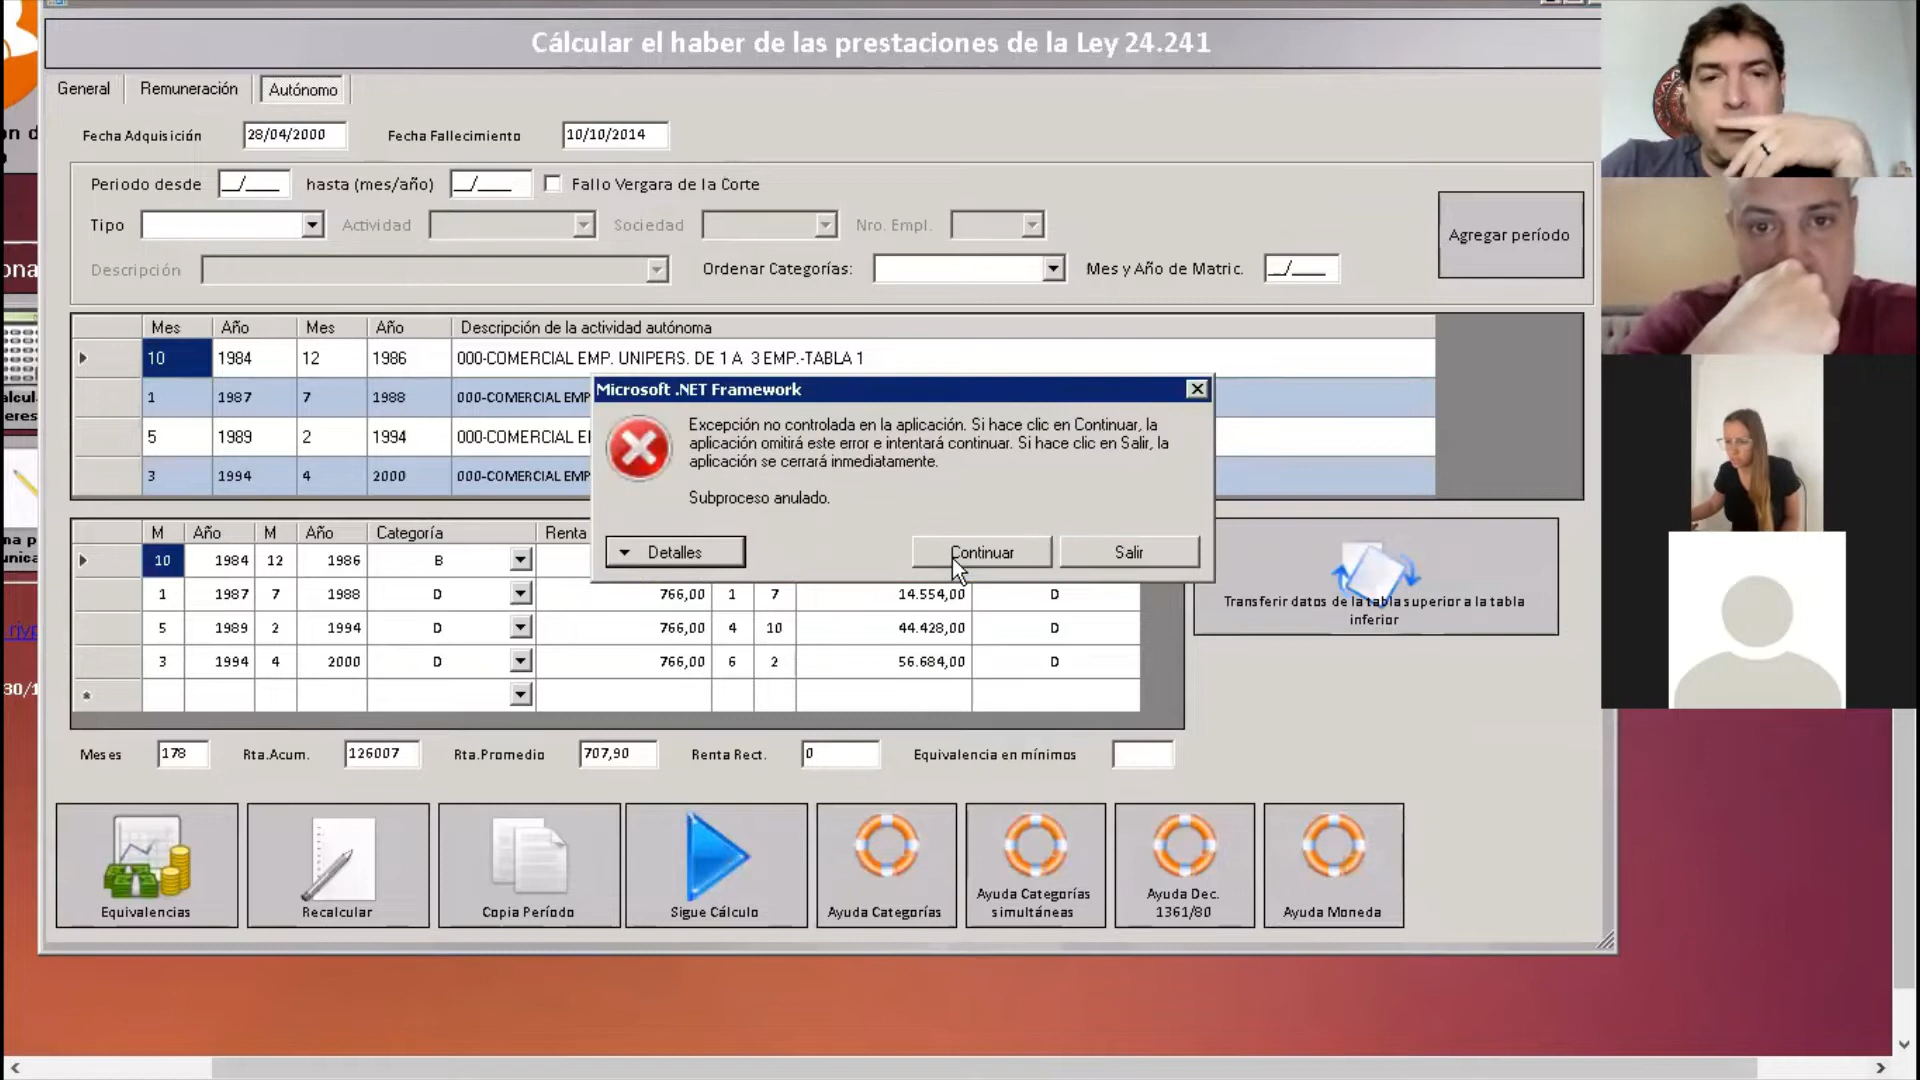 Cálcular el haber de las prestaciones de la Ley 24.241
General Remuneración Autónomo
Fecha Adquisición 28/04/2000 Fecha Fallecimiento 10/10/2014
Periodo desde __/____ hasta (mes/año) __/____ Fallo Vergara de la Corte
Tipo Actividad Sociedad Nro. Empl.
Agregar período
Descripción Ordenar Categorías: Mes y Año de Matric. __/____
Mes Año Mes Año Descripción de la actividad autónoma
10 1984 12 1986 000-COMERCIAL EMP. UNIPERS. DE 1 A 3 EMP.-TABLA 1
1 1987 7 1988 000-COMERCIAL EMP
5 1989 2 1994 000-COMERCIAL E
3 1994 4 2000 000-COMERCIAL EMP
Microsoft .NET Framework
Excepción no controlada en la aplicación. Si hace clic en Continuar, la
aplicación omitirá este error e intentará continuar. Si hace clic en Salir, la
aplicación se cerrará inmediatamente.
Subproceso anulado.
Detalles Continuar Salir
M Año M Año Categoría Renta
10 1984 12 1986 B
1 1987 7 1988 D 766,00 1 7 14.554,00 D
5 1989 2 1994 D 766,00 4 10 44.428,00 D
3 1994 4 2000 D 766,00 6 2 56.684,00 D
*
Transferir datos de la tabla superior a la tabla
inferior
Meses 178 Rta.Acum. 126007 Rta.Promedio 707,90 Renta Rect. 0 Equivalencia en mínimos
Equivalencias
Recalcular
Copia Período
Sigue Cálculo
Ayuda Categorías
Ayuda Categorías
simultáneas
Ayuda Dec.
1361/80
Ayuda Moneda
30/1